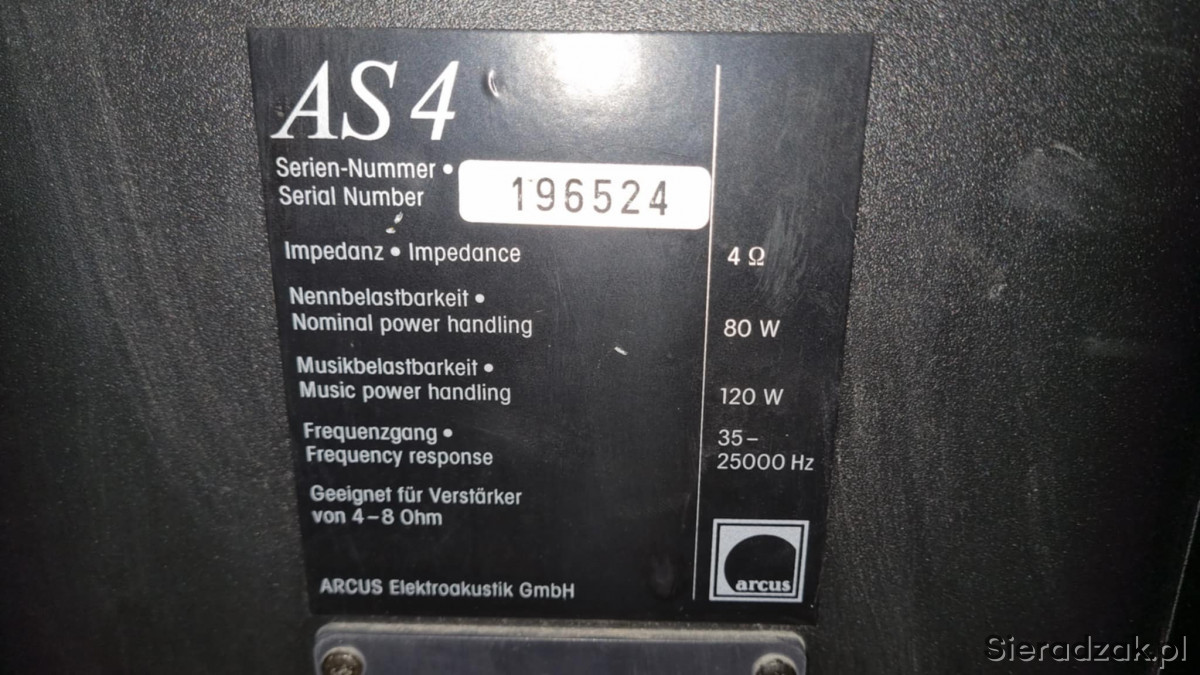 AS 4
Serien-Nummer •
Serial Number
196524
Impedanz • Impedance
4 Ω
Nennbelastbarkeit •
Nominal power handling
80 W
Musikbelastbarkeit •
Music power handling
120 W
Frequenzgang •
Frequency response
35 –
25000 Hz
Geeignet für Verstärker
von 4 – 8 Ohm
ARCUS Elektroakustik GmbH
arcus
Sieradzak.pl